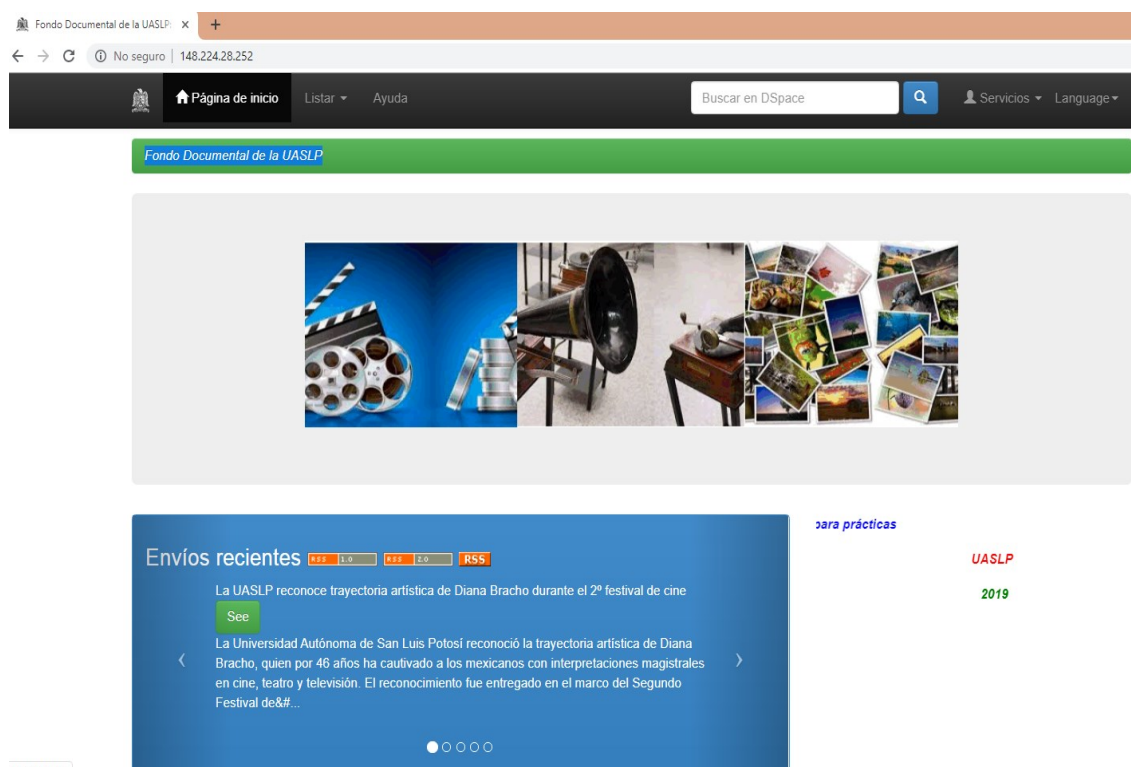 Fondo Documental de la UASLP:
No seguro | 148.224.28.252
Página de inicio Listar Ayuda Buscar en DSpace Servicios Language
Fondo Documental de la UASLP
Envíos recientes RSS 1.0 RSS 2.0 RSS
La UASLP reconoce trayectoria artística de Diana Bracho durante el 2º festival de cine
See
La Universidad Autónoma de San Luis Potosí reconoció la trayectoria artística de Diana
Bracho, quien por 46 años ha cautivado a los mexicanos con interpretaciones magistrales
en cine, teatro y televisión. El reconocimiento fue entregado en el marco del Segundo
Festival de&#...
para prácticas
UASLP
2019